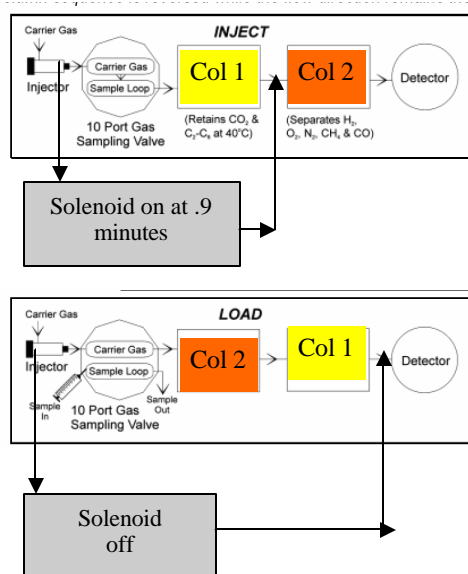 INJECT
Carrier Gas
Injector
Carrier Gas
Sample Loop
10 Port Gas
Sampling Valve
Col 1
(Retains CO₂ &
C₂-C₆ at 40°C)
Col 2
(Separates H₂,
O₂, N₂, CH₄ & CO)
Detector
Solenoid on at .9
minutes
LOAD
Carrier Gas
Injector
Carrier Gas
Sample Loop
Sample
In
10 Port Gas
Sampling Valve
Sample
Out
Col 2
Col 1
Detector
Solenoid
off